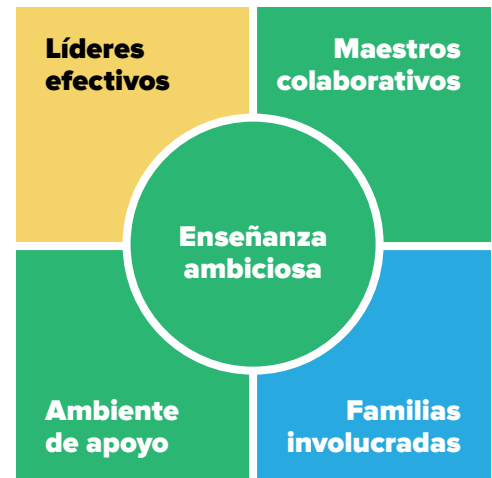 Líderes
efectivos
Maestros
colaborativos
Enseñanza
ambiciosa
Ambiente
de apoyo
Familias
involucradas